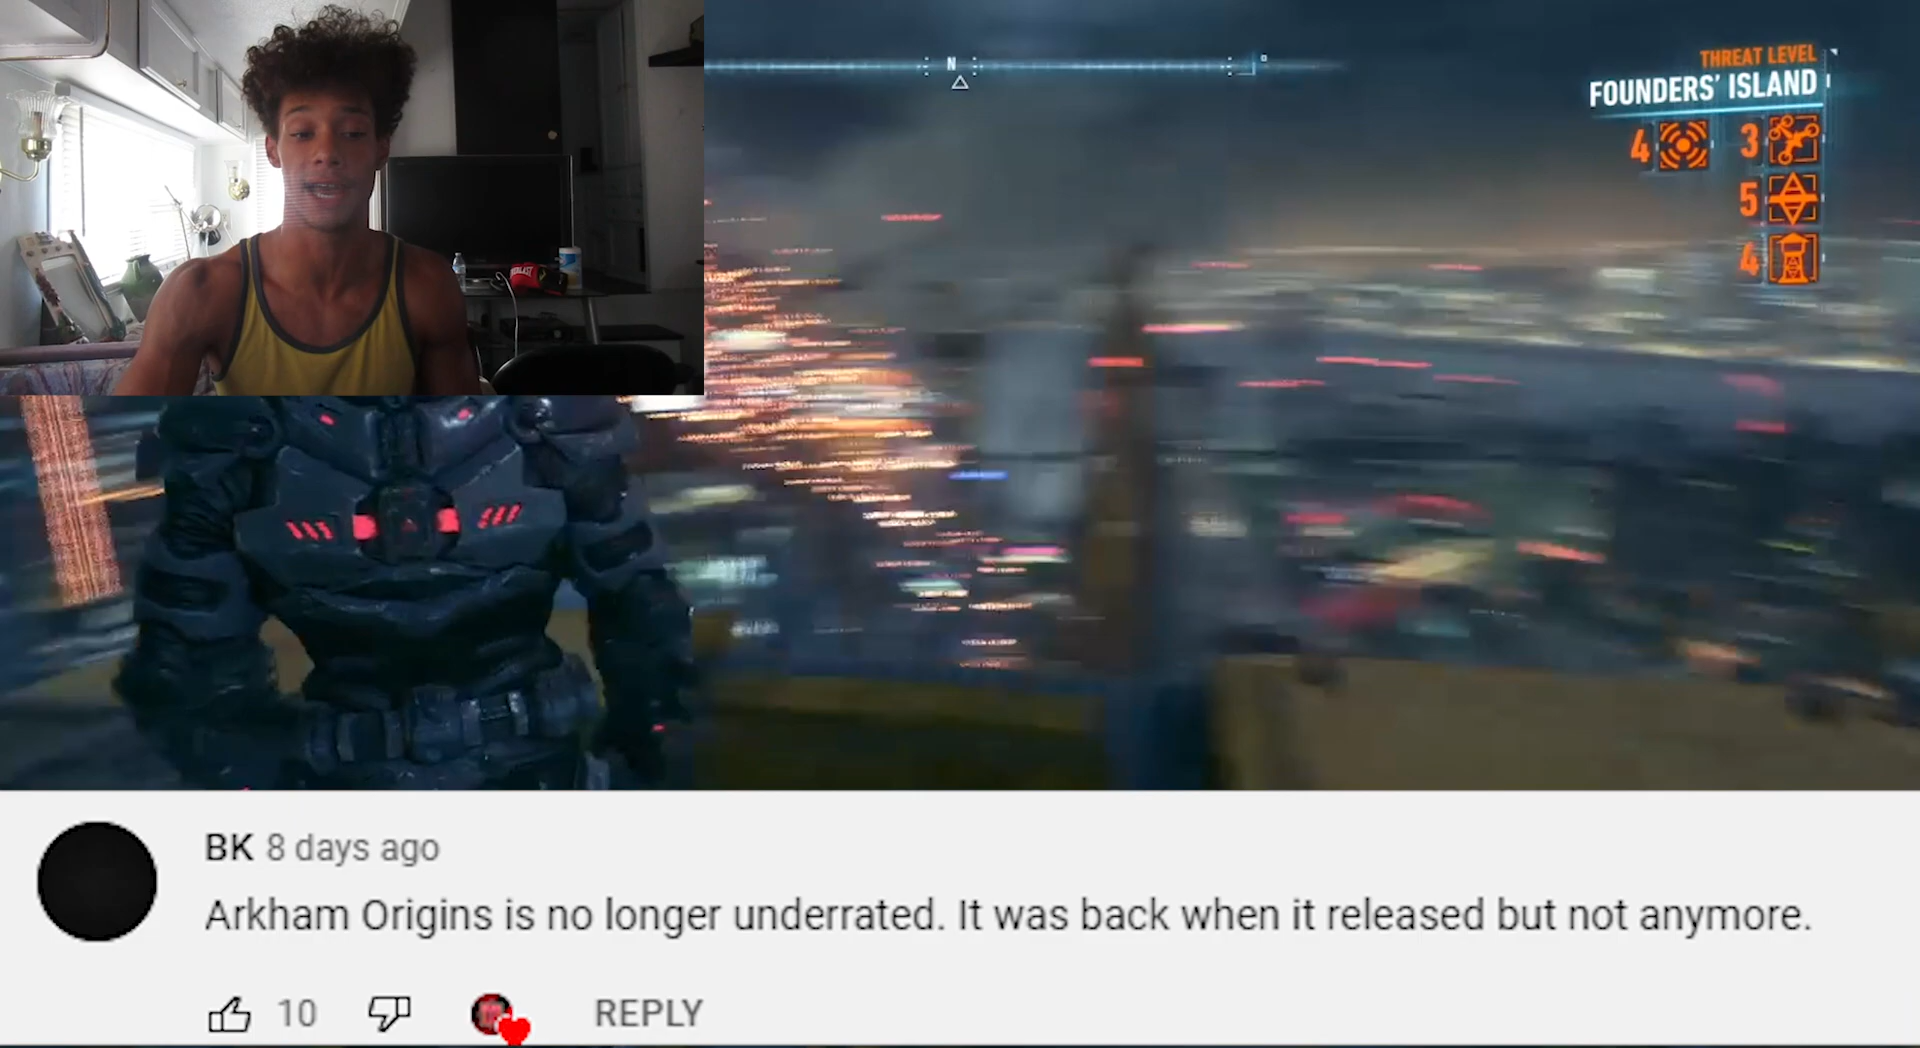 N
THREAT LEVEL
FOUNDERS' ISLAND
4 3
5
4
EVERLAST
BK 8 days ago
Arkham Origins is no longer underrated. It was back when it released but not anymore.
10 REPLY